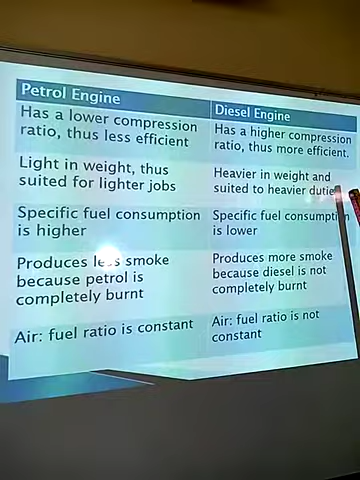 Petrol Engine
Diesel Engine
Has a lower compression
ratio, thus less efficient
Has a higher compression
ratio, thus more efficient.
Light in weight, thus
suited for lighter jobs
Heavier in weight and
suited to heavier duties
Specific fuel consumption
is higher
Specific fuel consumption
is lower
Produces less smoke
because petrol is
completely burnt
Produces more smoke
because diesel is not
completely burnt
Air: fuel ratio is constant
Air: fuel ratio is not
constant